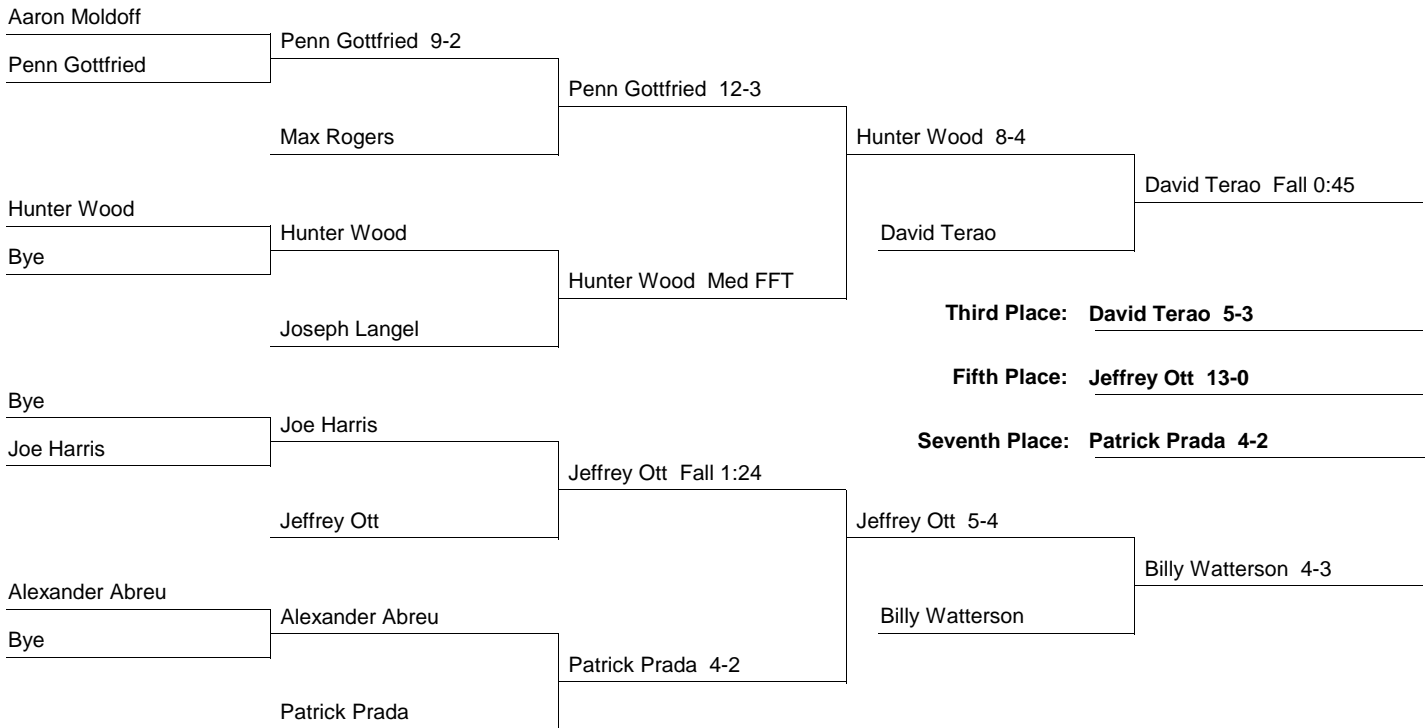 Aaron Moldoff
Penn Gottfried 9-2
Penn Gottfried
Penn Gottfried 12-3
Max Rogers
Hunter Wood 8-4
David Terao Fall 0:45
Hunter Wood
Hunter Wood
David Terao
Bye
Hunter Wood Med FFT
Third Place: David Terao 5-3
Joseph Langel
Fifth Place: Jeffrey Ott 13-0
Bye
Joe Harris
Seventh Place: Patrick Prada 4-2
Joe Harris
Jeffrey Ott Fall 1:24
Jeffrey Ott
Jeffrey Ott 5-4
Billy Watterson 4-3
Alexander Abreu
Alexander Abreu
Billy Watterson
Bye
Patrick Prada 4-2
Patrick Prada